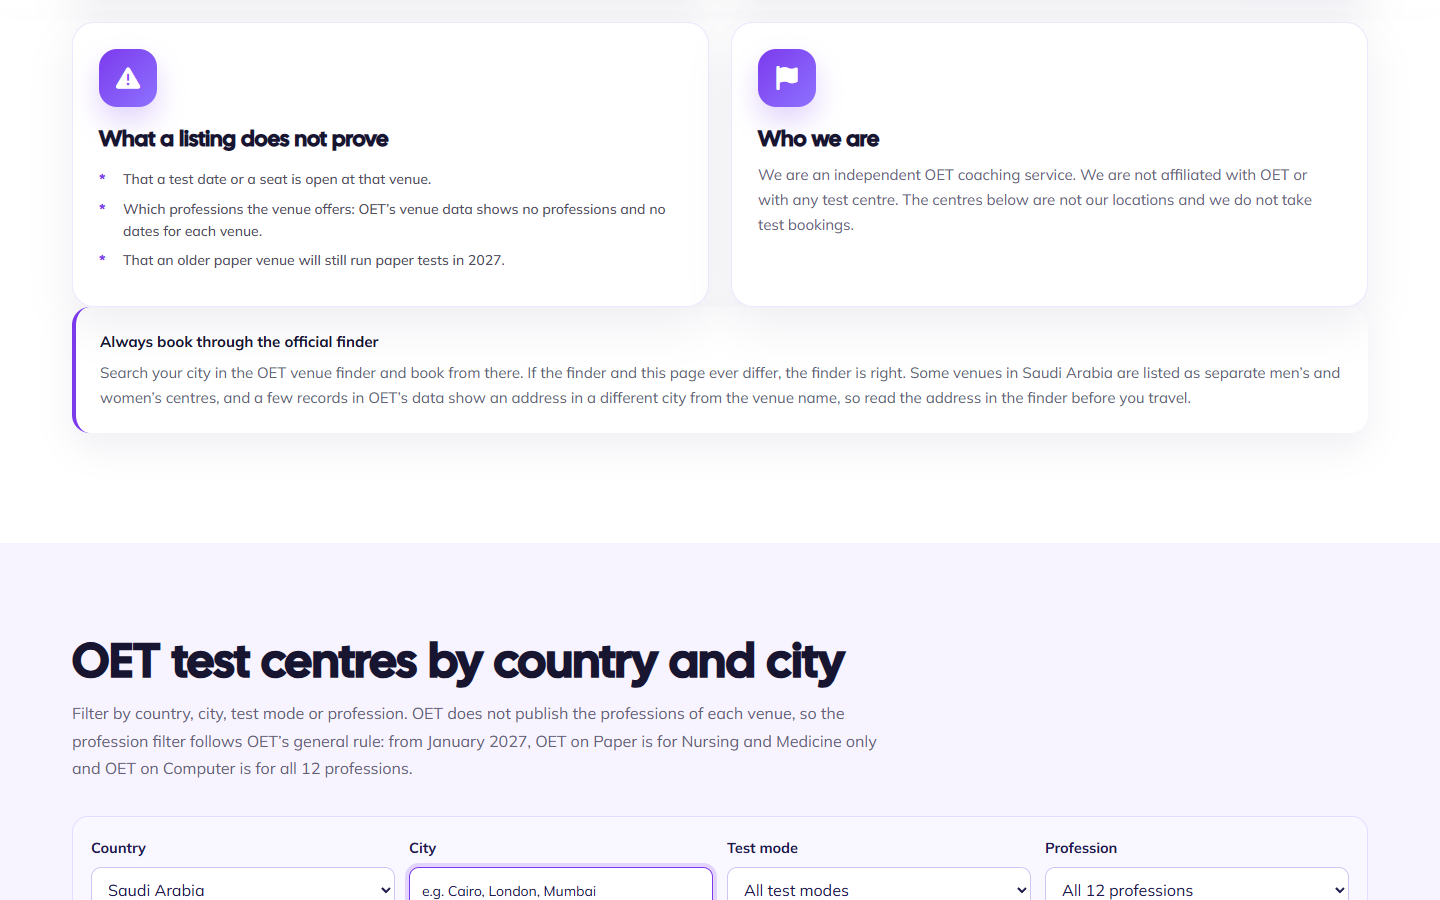 What a listing does not prove
* That a test date or a seat is open at that venue.
* Which professions the venue offers: OET’s venue data shows no professions and no
dates for each venue.
* That an older paper venue will still run paper tests in 2027.
Who we are
We are an independent OET coaching service. We are not affiliated with OET or
with any test centre. The centres below are not our locations and we do not take
test bookings.
Always book through the official finder
Search your city in the OET venue finder and book from there. If the finder and this page ever differ, the finder is right. Some venues in Saudi Arabia are listed as separate men’s and
women’s centres, and a few records in OET’s data show an address in a different city from the venue name, so read the address in the finder before you travel.
OET test centres by country and city
Filter by country, city, test mode or profession. OET does not publish the professions of each venue, so the
profession filter follows OET’s general rule: from January 2027, OET on Paper is for Nursing and Medicine only
and OET on Computer is for all 12 professions.
Country
Saudi Arabia
City
e.g. Cairo, London, Mumbai
Test mode
All test modes
Profession
All 12 professions